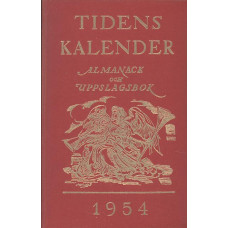 TIDENS
KALENDER
ALMANACK
OCH
UPPSLAGSBOK
1954